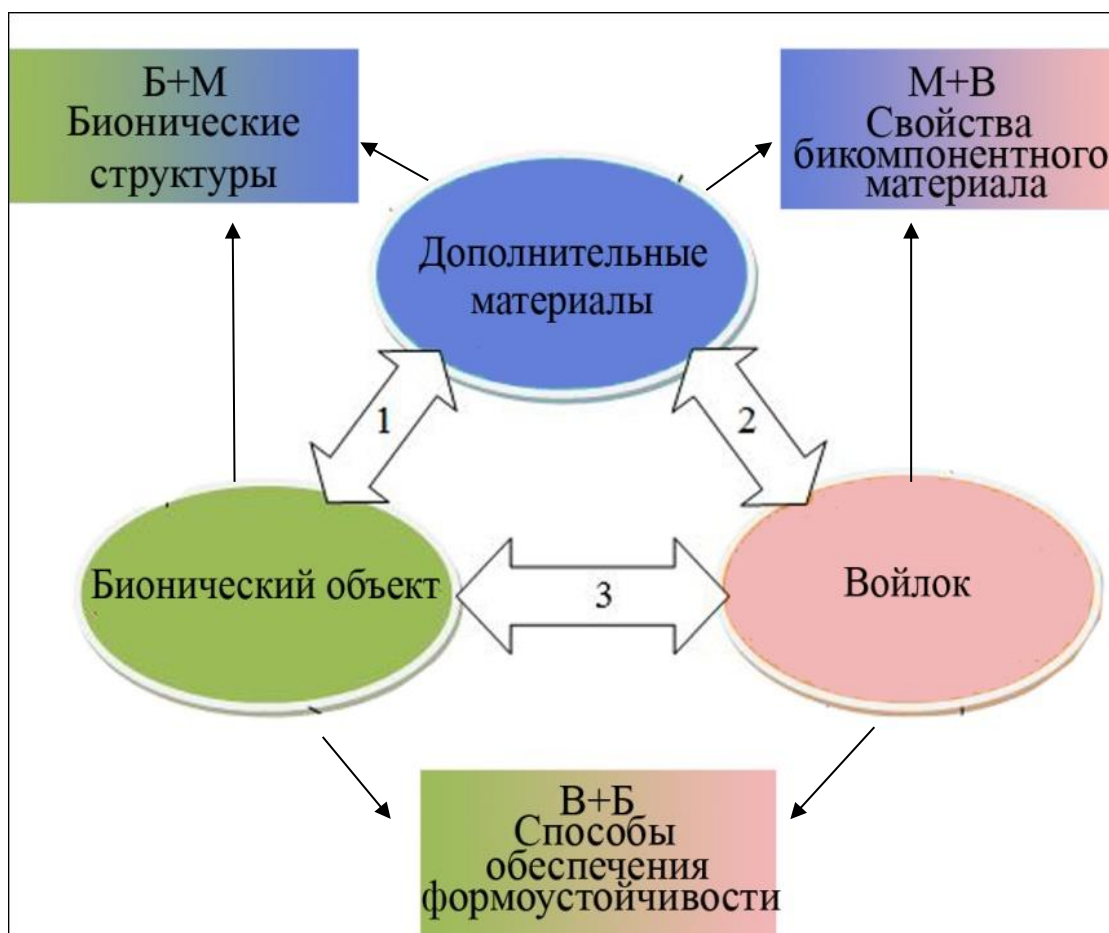 Б+М
Бионические
структуры
М+В
Свойства
бикомпонентного
материала
Дополнительные
материалы
1
2
Бионический объект
3
Войлок
В+Б
Способы
обеспечения
формоустойчивости